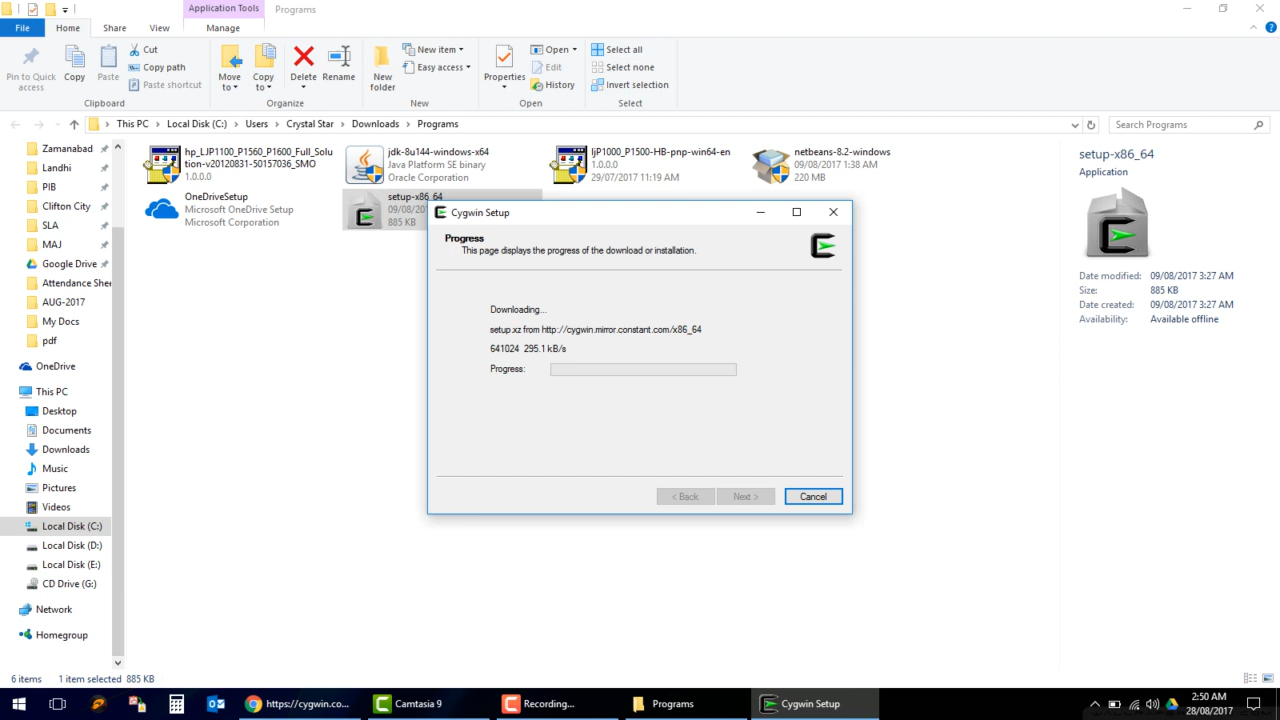 Application Tools
Programs
File
Home
Share
View
Manage
Pin to Quick access
Copy
Paste
Cut
Copy path
Paste shortcut
Clipboard
Move to
Copy to
Delete
Rename
Organize
New folder
New item
Easy access
New
Properties
Open
Edit
History
Open
Select all
Select none
Invert selection
Select
This PC
Local Disk (C:)
Users
Crystal Star
Downloads
Programs
Search Programs
Zamanabad
Landhi
PIB
Clifton City
SLA
MAJ
Google Drive
Attendance Shee
AUG-2017
My Docs
pdf
OneDrive
This PC
Desktop
Documents
Downloads
Music
Pictures
Videos
Local Disk (C:)
Local Disk (D:)
Local Disk (E:)
CD Drive (G:)
Network
Homegroup
hp_LJP1100_P1560_P1600_Full_Solu
tion-v20120831-50157036_SMO
1.0.0.0
jdk-8u144-windows-x64
Java Platform SE binary
Oracle Corporation
ljP1000_P1500-HB-pnp-win64-en
1.0.0.0
29/07/2017 11:19 AM
netbeans-8.2-windows
09/08/2017 1:38 AM
220 MB
OneDriveSetup
Microsoft OneDrive Setup
Microsoft Corporation
setup-x86_64
09/08/20
885 KB
Cygwin Setup
Progress
This page displays the progress of the download or installation.
Downloading...
setup.xz from http://cygwin.mirror.constant.com/x86_64
641024 295.1 kB/s
Progress:
< Back
Next >
Cancel
setup-x86_64
Application
Date modified: 09/08/2017 3:27 AM
Size: 885 KB
Date created: 09/08/2017 3:27 AM
Availability: Available offline
6 items
1 item selected 885 KB
https://cygwin.co...
Camtasia 9
Recording...
Programs
Cygwin Setup
2:50 AM
28/08/2017